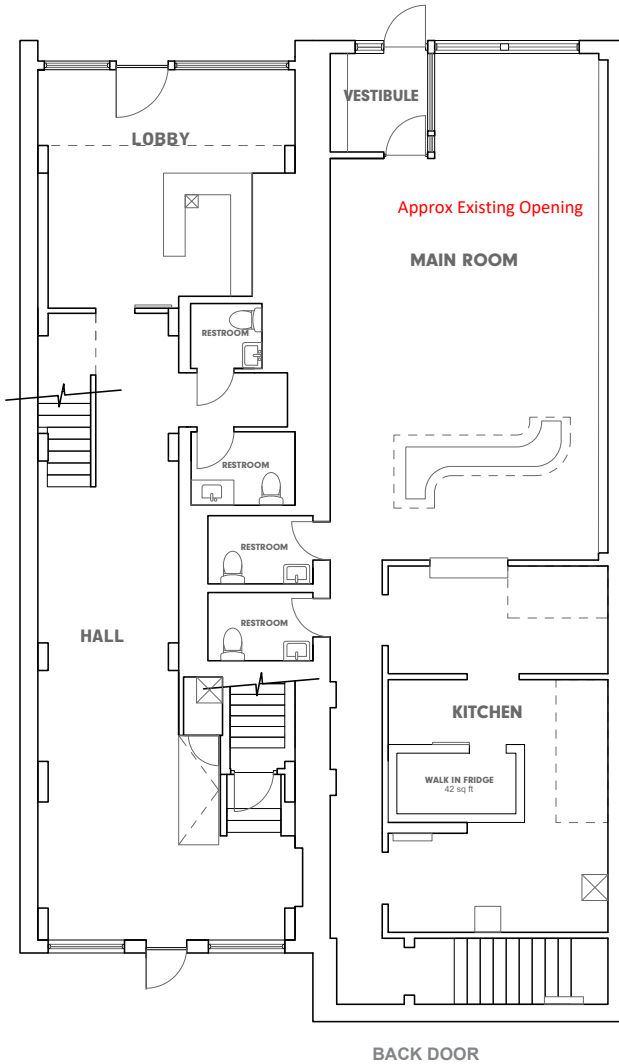 VESTIBULE
LOBBY
Approx Existing Opening
MAIN ROOM
RESTROOM
RESTROOM
RESTROOM
RESTROOM
HALL
KITCHEN
WALK IN FRIDGE
42 sq ft
BACK DOOR